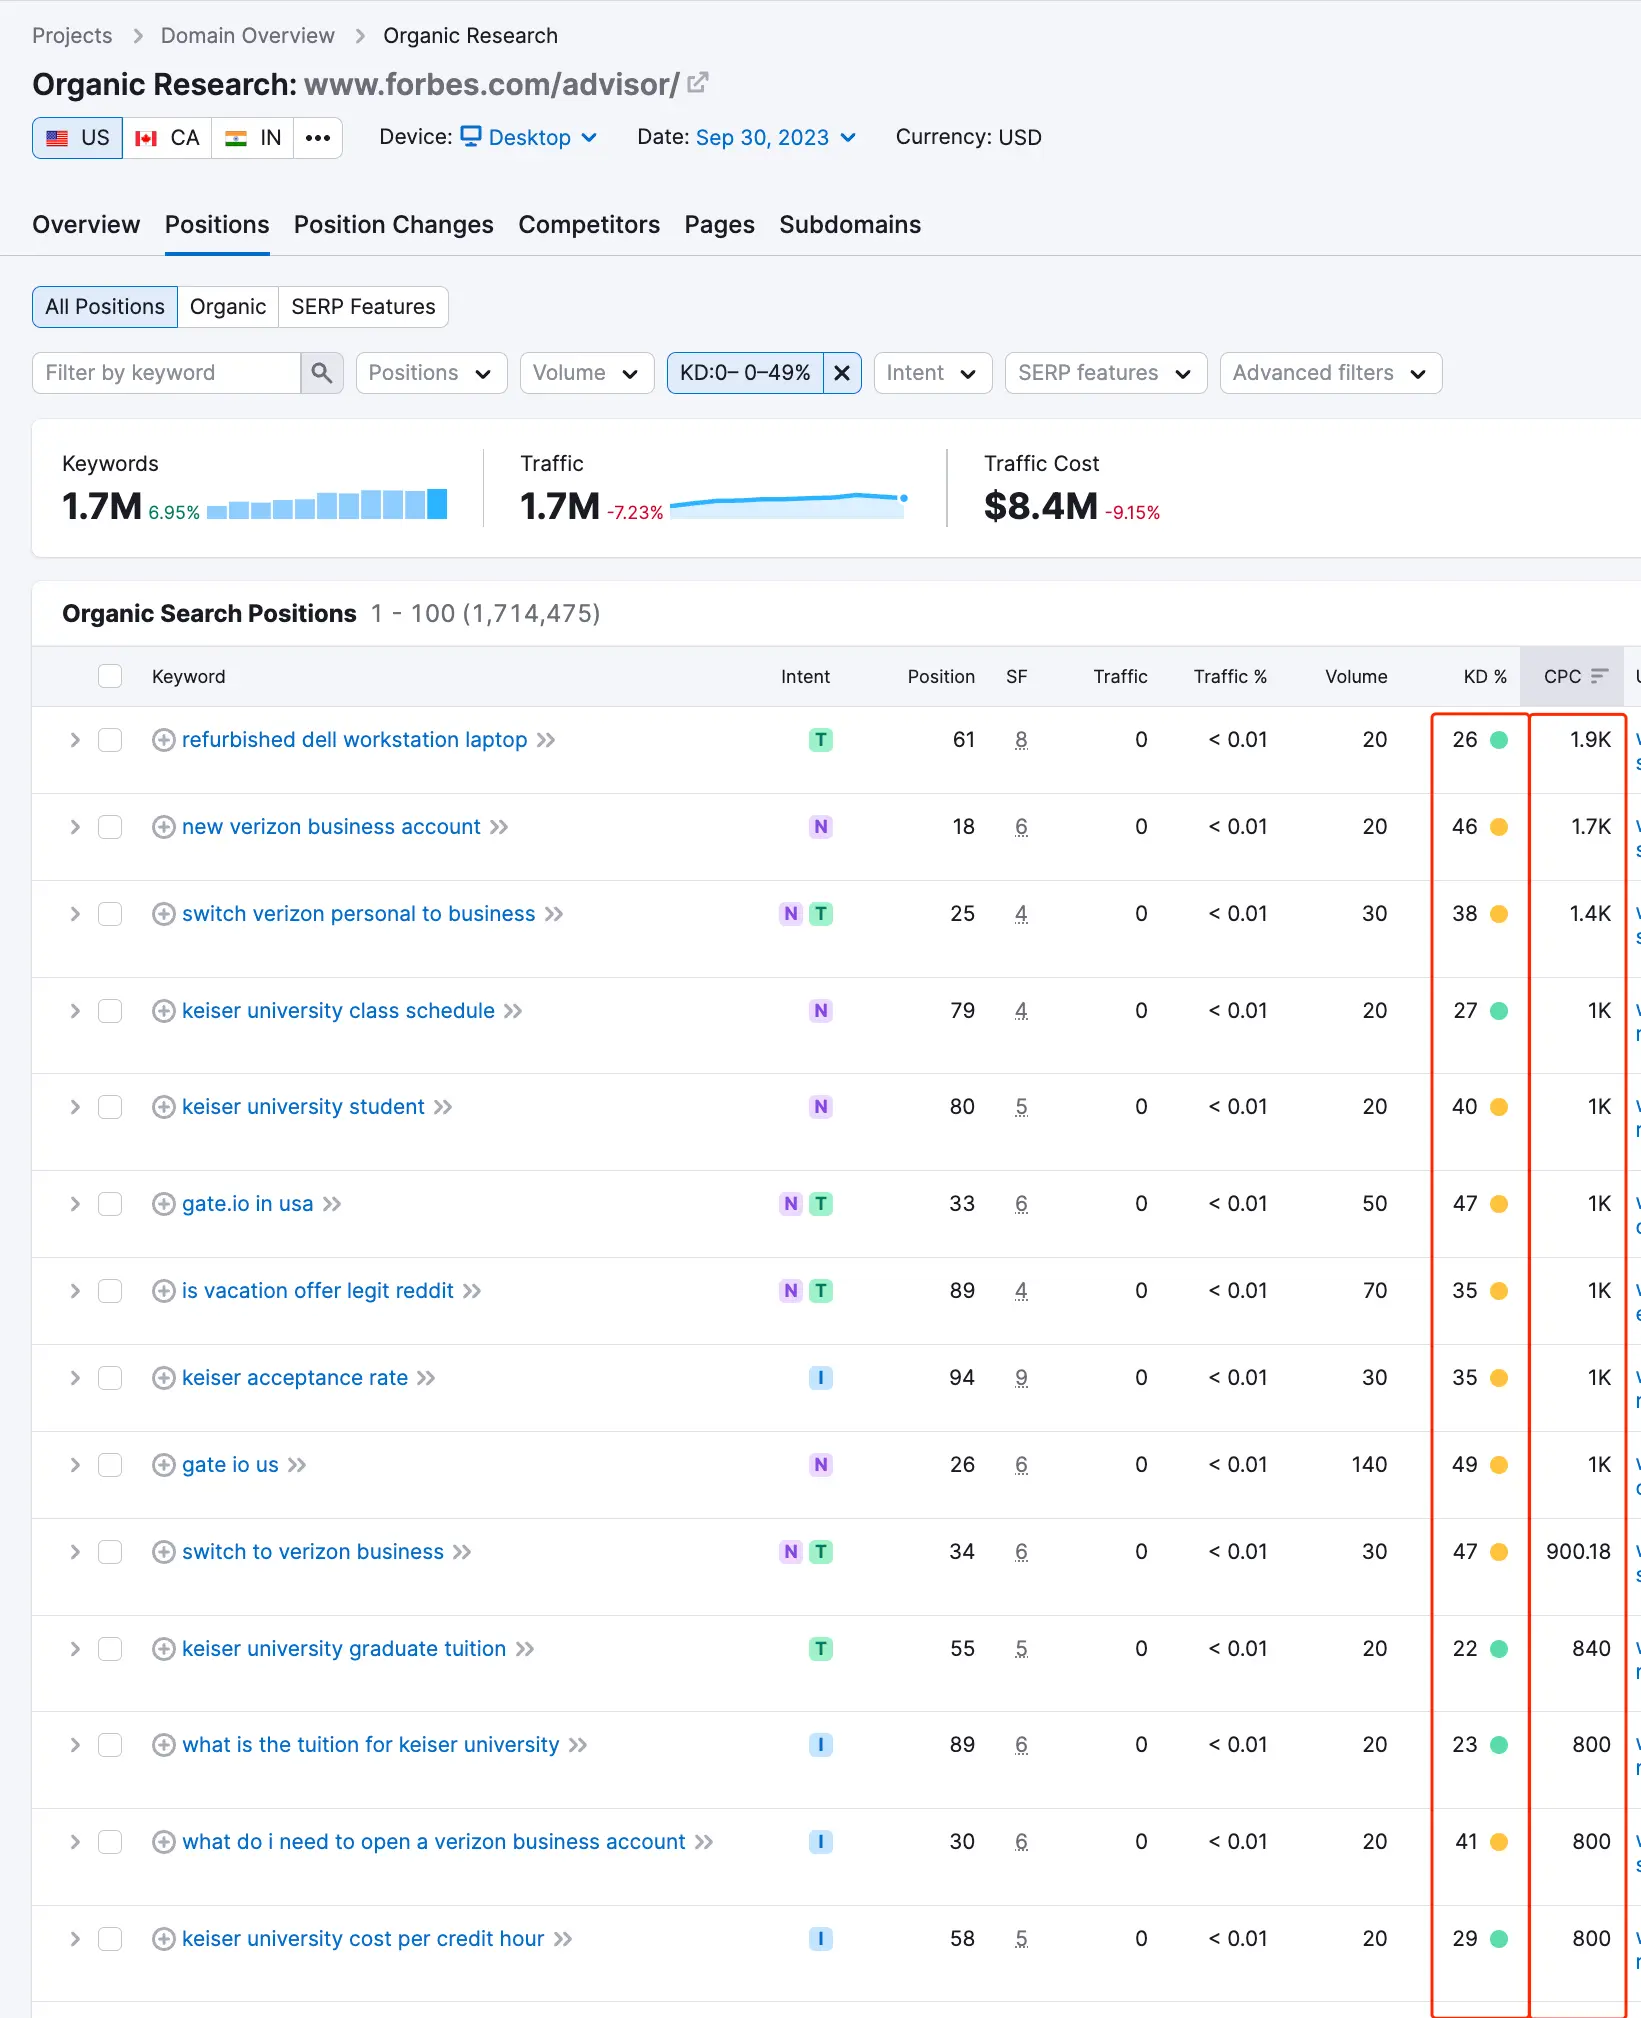 Projects > Domain Overview > Organic Research
Organic Research: www.forbes.com/advisor/
US CA IN ••• Device: Desktop Date: Sep 30, 2023 Currency: USD
Overview Positions Position Changes Competitors Pages Subdomains
All Positions Organic SERP Features
Filter by keyword Positions Volume KD:0– 0–49% Intent SERP features Advanced filters
Keywords Traffic Traffic Cost
1.7M 6.95% 1.7M -7.23% $8.4M -9.15%
Organic Search Positions 1 - 100 (1,714,475)
Keyword Intent Position SF Traffic Traffic % Volume KD % CPC
refurbished dell workstation laptop T 61 8 0 < 0.01 20 26 1.9K
new verizon business account N 18 6 0 < 0.01 20 46 1.7K
switch verizon personal to business N T 25 4 0 < 0.01 30 38 1.4K
keiser university class schedule N 79 4 0 < 0.01 20 27 1K
keiser university student N 80 5 0 < 0.01 20 40 1K
gate.io in usa N T 33 6 0 < 0.01 50 47 1K
is vacation offer legit reddit N T 89 4 0 < 0.01 70 35 1K
keiser acceptance rate I 94 9 0 < 0.01 30 35 1K
gate io us N 26 6 0 < 0.01 140 49 1K
switch to verizon business N T 34 6 0 < 0.01 30 47 900.18
keiser university graduate tuition T 55 5 0 < 0.01 20 22 840
what is the tuition for keiser university I 89 6 0 < 0.01 20 23 800
what do i need to open a verizon business account I 30 6 0 < 0.01 20 41 800
keiser university cost per credit hour I 58 5 0 < 0.01 20 29 800